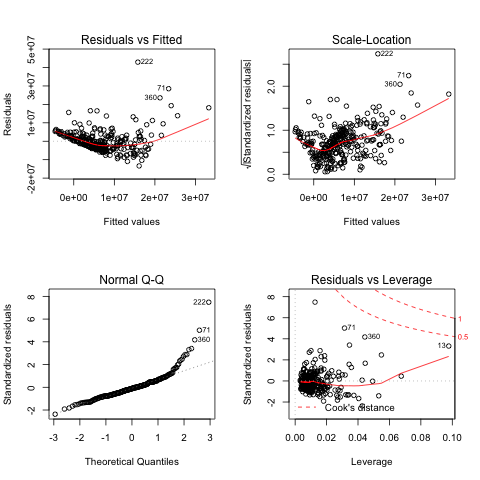 Residuals vs Fitted
Residuals
-2e+07 1e+07 3e+07 5e+07
222
71
360
0e+00 1e+07 2e+07 3e+07
Fitted values
Scale-Location
√|Standardized residuals|
0.0 1.0 2.0
222
71
360
0e+00 1e+07 2e+07 3e+07
Fitted values
Normal Q-Q
Standardized residuals
-2 0 2 4 6 8
222
71
360
-3 -2 -1 0 1 2 3
Theoretical Quantiles
Residuals vs Leverage
Standardized residuals
-2 0 2 4 6 8
71
360
13
1
0.5
Cook's distance
0.00 0.02 0.04 0.06 0.08 0.10
Leverage